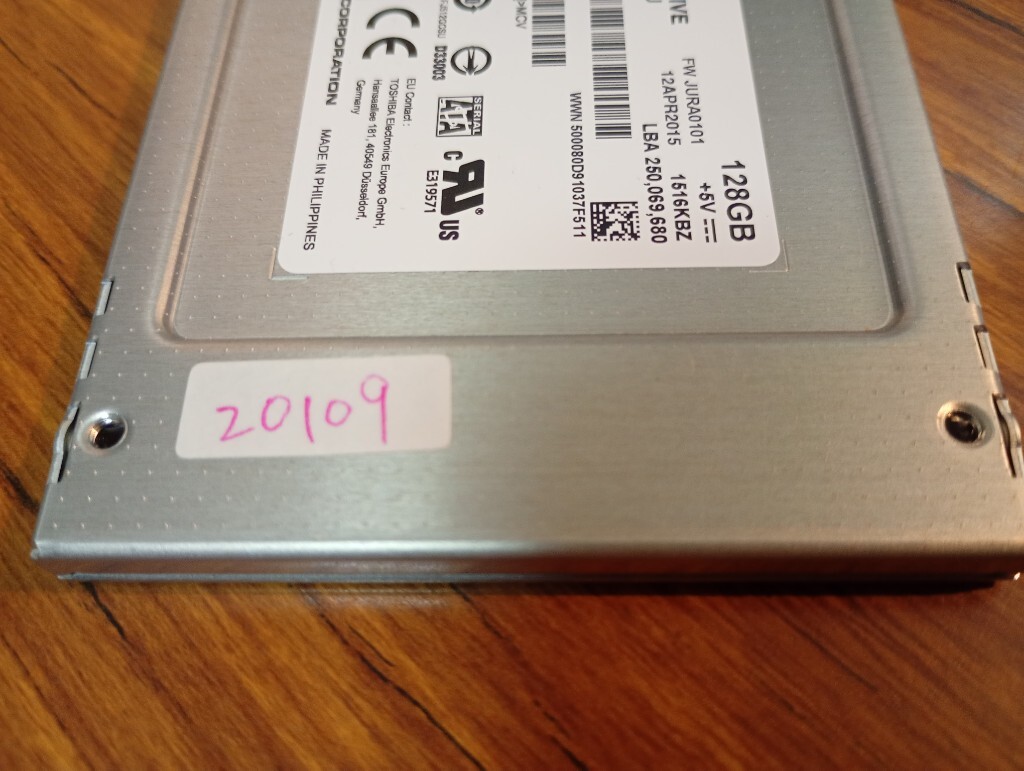 128GB
+5V
FW JURA0101
12APR2015 1516KBZ
LBA 250,069,680
WWN 500080D91037F511
D33003
SERIAL
ATA
C US
E319571
CE
EU Contact :
TOSHIBA Electronics Europe GmbH,
Hansaallee 181, 40549 Düsseldorf,
Germany
CORPORATION
MADE IN PHILIPPINES
20109